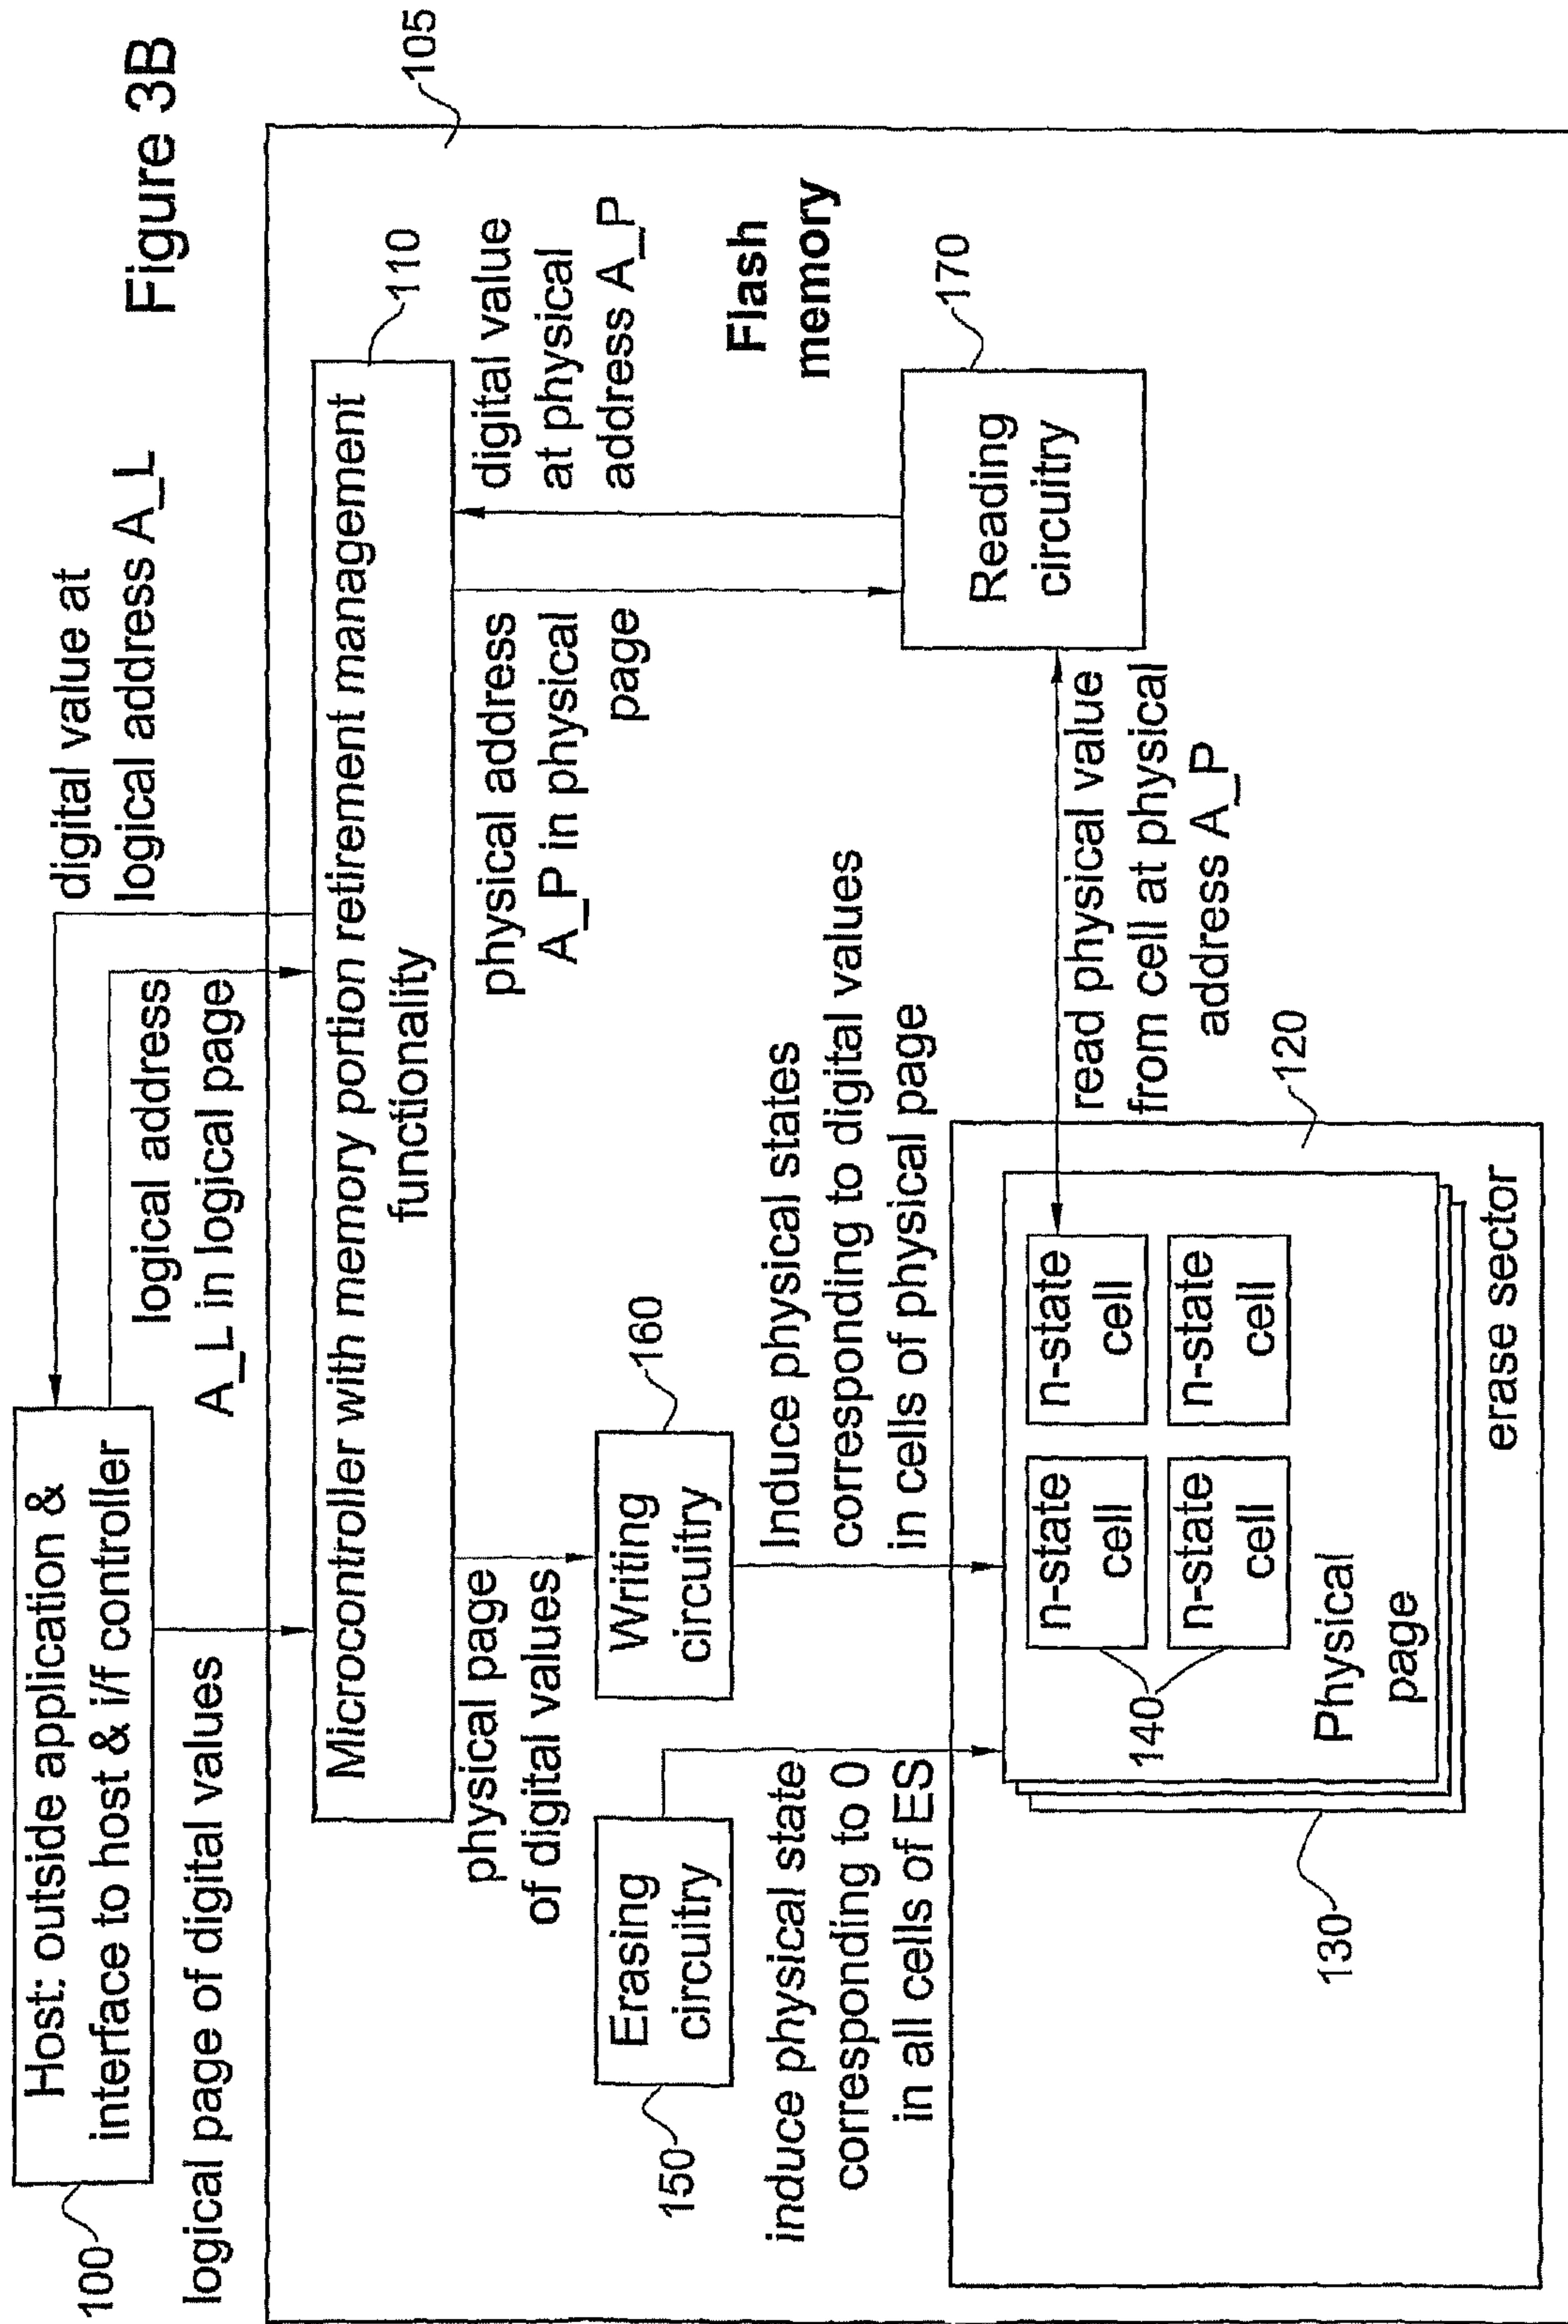 Figure 3B
100
Host: outside application &
interface to host & i/f controller
digital value at
logical address A_L
logical address
A_L in logical page
logical page of digital values
105
110
Microcontroller with memory portion retirement management
functionality
physical page
of digital values
physical address
A_P in physical
page
digital value
at physical
address A_P
Flash
memory
150
Erasing
circuitry
160
Writing
circuitry
170
Reading
circuitry
induce physical state
corresponding to 0
in all cells of ES
Induce physical states
corresponding to digital values
in cells of physical page
read physical value
from cell at physical
address A_P
120
n-state
cell
n-state
cell
n-state
cell
n-state
cell
140
Physical
page
130
erase sector